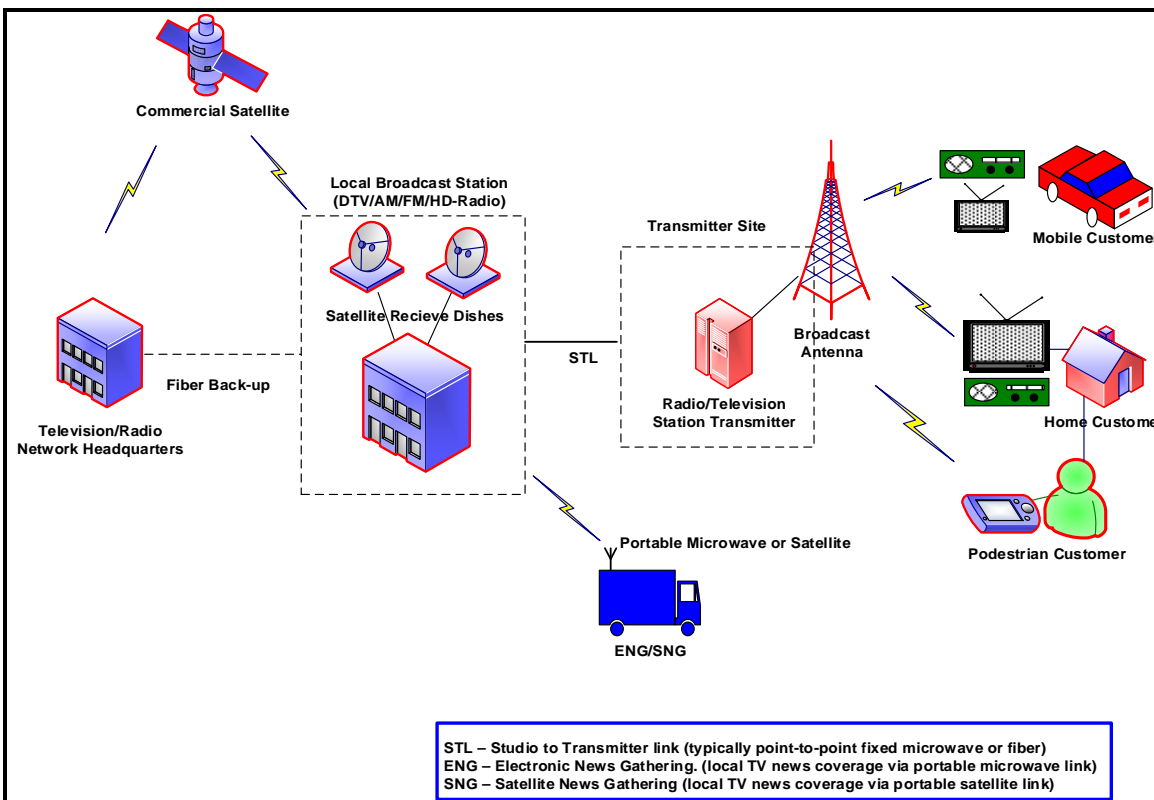 Commercial Satellite
Local Broadcast Station
(DTV/AM/FM/HD-Radio)
Satellite Recieve Dishes
Television/Radio
Network Headquarters
Fiber Back-up
STL
Transmitter Site
Radio/Television
Station Transmitter
Broadcast
Antenna
Mobile Customer
Home Custome
Podestrian Customer
Portable Microwave or Satellite
ENG/SNG
STL – Studio to Transmitter link (typically point-to-point fixed microwave or fiber)
ENG – Electronic News Gathering. (local TV news coverage via portable microwave link)
SNG – Satellite News Gathering (local TV news coverage via portable satellite link)